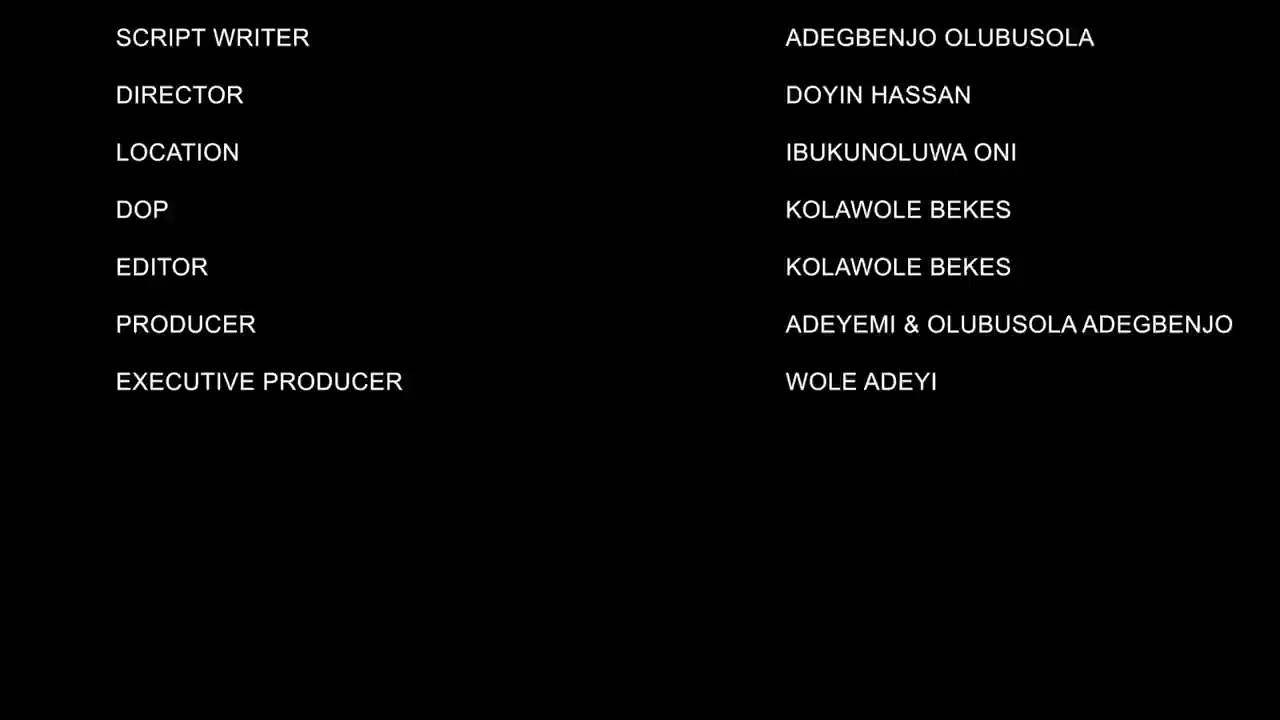 SCRIPT WRITER ADEGBENJO OLUBUSOLA
DIRECTOR DOYIN HASSAN
LOCATION IBUKUNOLUWA ONI
DOP KOLAWOLE BEKES
EDITOR KOLAWOLE BEKES
PRODUCER ADEYEMI & OLUBUSOLA ADEGBENJO
EXECUTIVE PRODUCER WOLE ADEYI